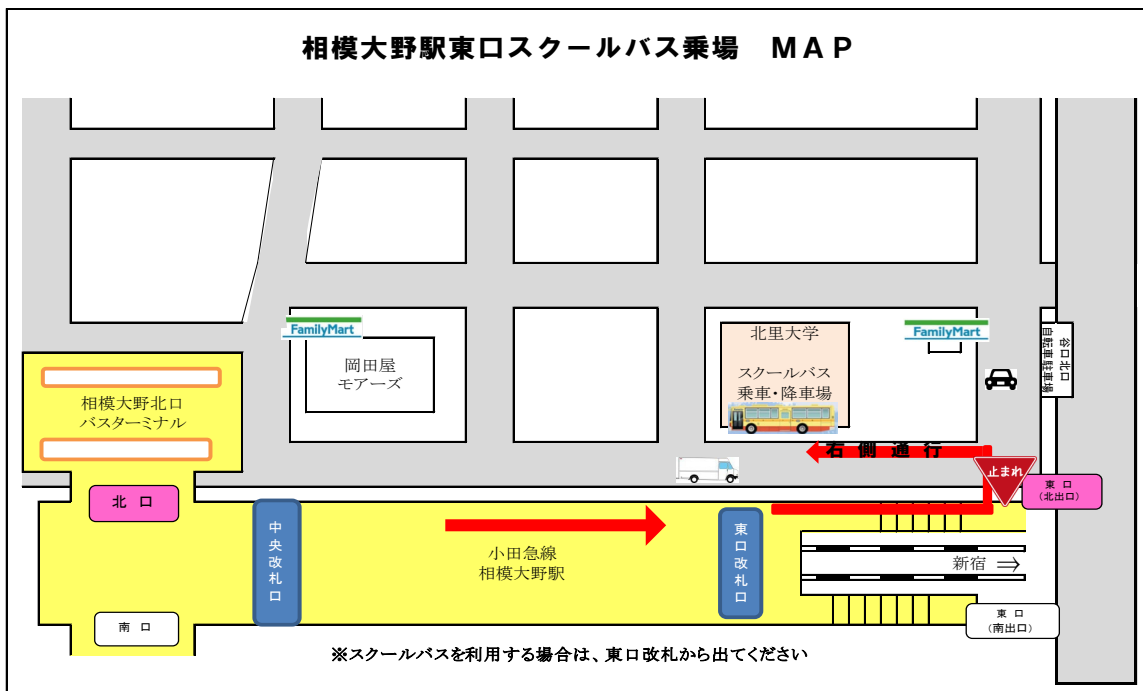 相模大野駅東口スクールバス乗場 MAP
FamilyMart
岡田屋
モアーズ
北里大学
スクールバス
乗車・降車場
FamilyMart
谷口北口
自転車駐車場
相模大野北口
バスターミナル
右側通行
止まれ
東口
(北出口)
北口
中央改札口
小田急線
相模大野駅
東口改札口
新宿 ⇒
南口
東口
(南出口)
※スクールバスを利用する場合は、東口改札から出てください